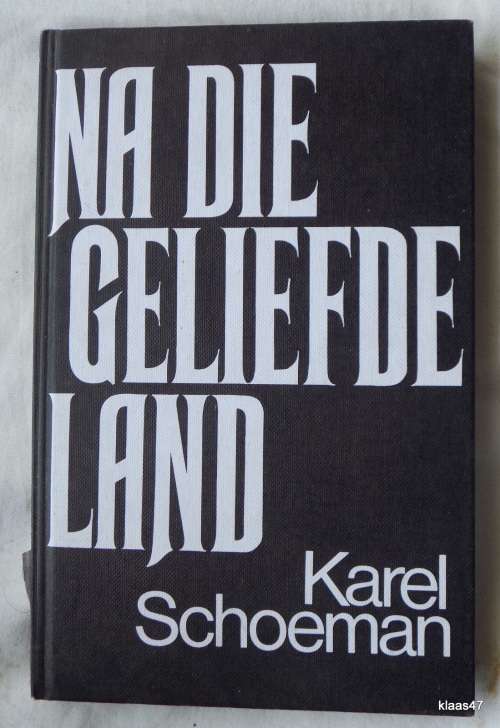 NA DIE
GELIEFDE
LAND
Karel
Schoeman
klaas47